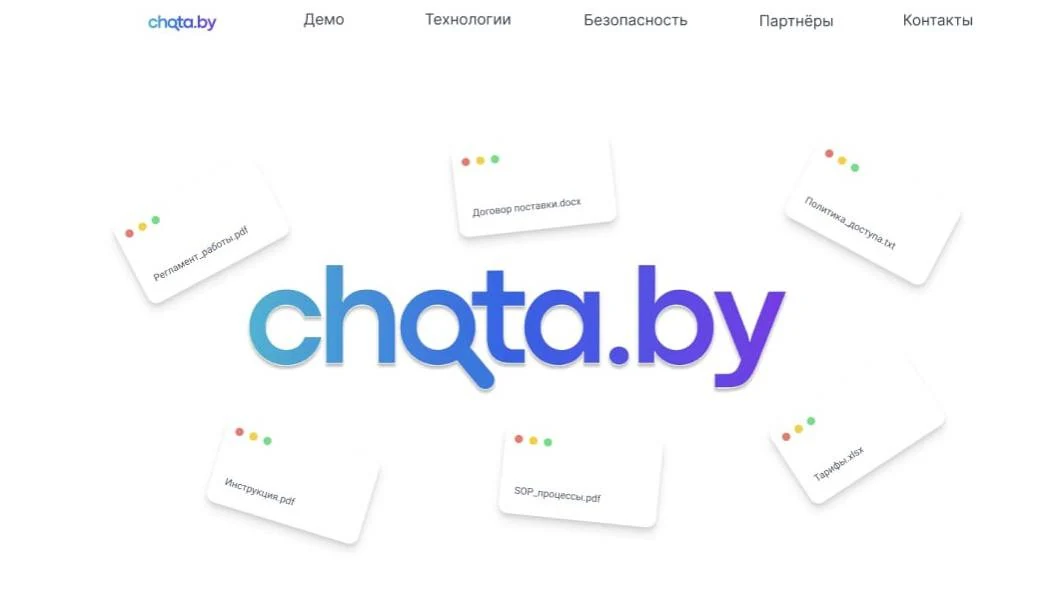 chqta.by Демо Технологии Безопасность Партнёры Контакты
Договор поставки.docx
Регламент_работы.pdf
Политика_доступа.txt
chqta.by
Инструкция.pdf
SOP_процессы.pdf
Тарифы.xlsx